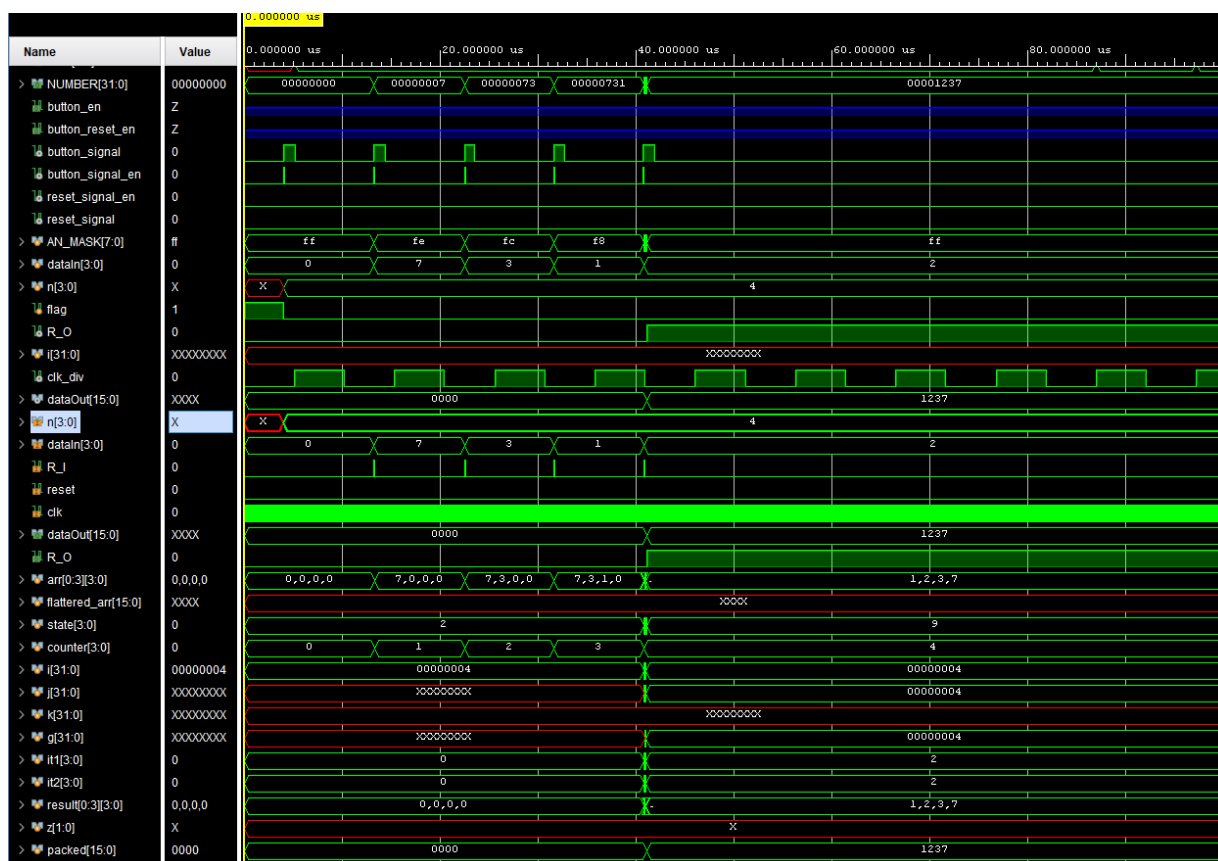 0.000000 us
Name Value 0.000000 us 20.000000 us 40.000000 us 60.000000 us 80.000000 us
NUMBER[31:0] 00000000 00000000 00000007 00000073 00000731 00001237
button_en Z
button_reset_en Z
button_signal 0
button_signal_en 0
reset_signal_en 0
reset_signal 0
AN_MASK[7:0] ff ff fe fc f8 ff
dataIn[3:0] 0 0 7 3 1 2
n[3:0] X X 4
flag 1
R_O 0
i[31:0] XXXXXXXX XXXXXXXX
clk_div 0
dataOut[15:0] XXXX 0000 1237
n[3:0] X X 4
dataIn[3:0] 0 0 7 3 1 2
R_I 0
reset 0
clk 0
dataOut[15:0] XXXX 0000 1237
R_O 0
arr[0:3][3:0] 0,0,0,0 0,0,0,0 7,0,0,0 7,3,0,0 7,3,1,0 1,2,3,7
flattered_arr[15:0] XXXX XXXX
state[3:0] 0 2 9
counter[3:0] 0 0 1 2 3 4
i[31:0] 00000004 00000004 00000004
j[31:0] XXXXXXXX XXXXXXXX 00000004
k[31:0] XXXXXXXX XXXXXXXX
g[31:0] XXXXXXXX XXXXXXXX 00000004
it1[3:0] 0 0 2
it2[3:0] 0 0 2
result[0:3][3:0] 0,0,0,0 0,0,0,0 1,2,3,7
z[1:0] X X
packed[15:0] 0000 0000 1237